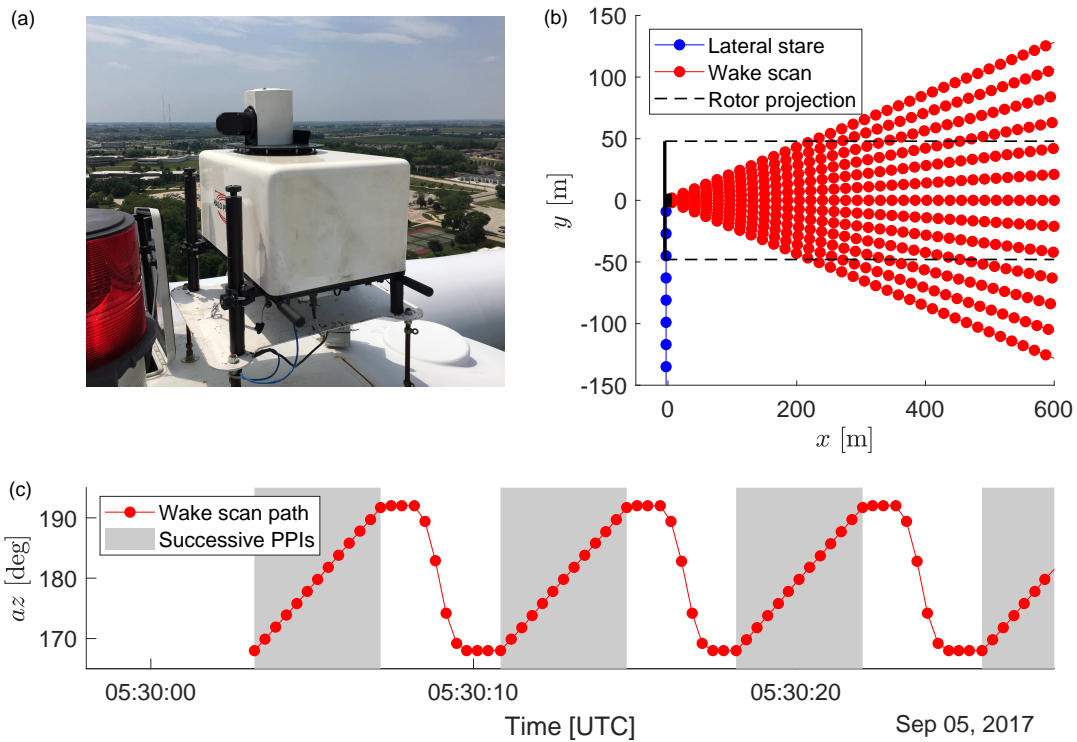 (a)
(b)
150
100
50
0
-50
-100
-150
y [m]
Lateral stare
Wake scan
Rotor projection
0
200
400
600
x [m]
(c)
190
180
170
az [deg]
Wake scan path
Successive PPIs
05:30:00
05:30:10
05:30:20
Time [UTC]
Sep 05, 2017